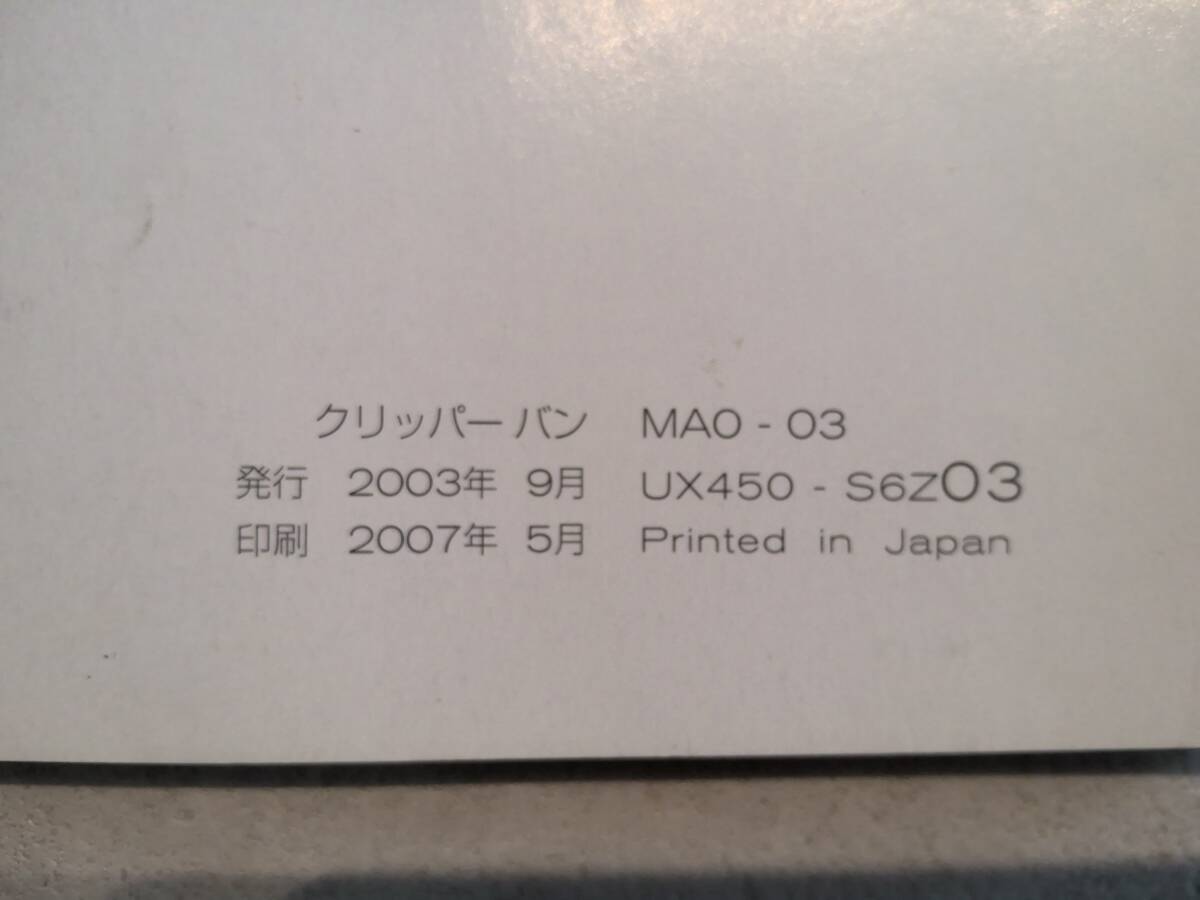 クリッパー バン MA0 - 03
発行 2003年 9月 UX450 - S6Z03
印刷 2007年 5月 Printed in Japan